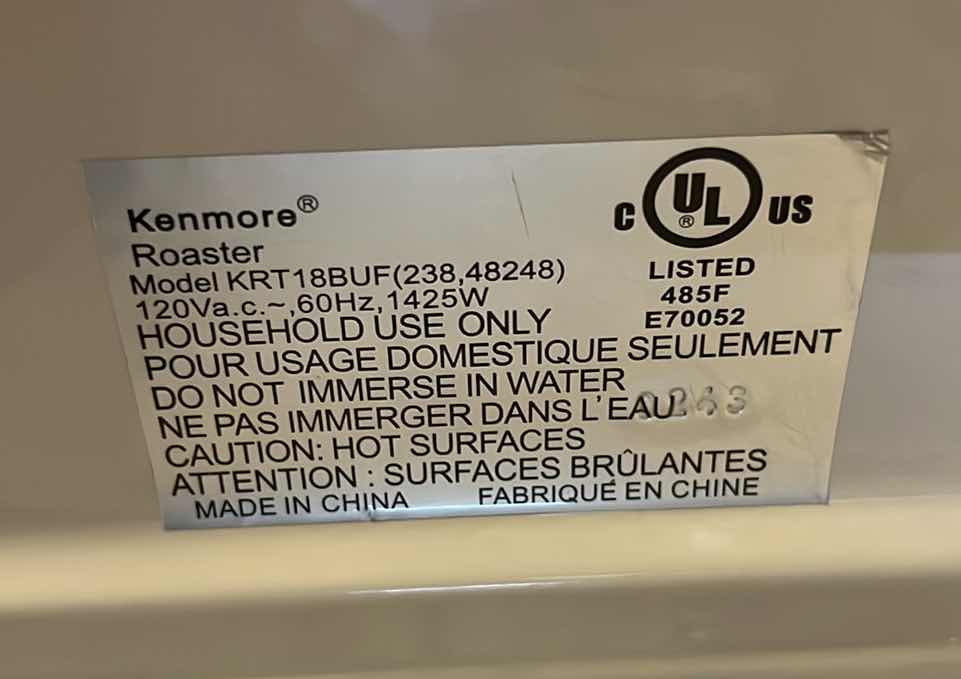 Kenmore®
Roaster
Model KRT18BUF(238,48248)
120Va.c.~,60Hz,1425W
HOUSEHOLD USE ONLY
POUR USAGE DOMESTIQUE SEULEMENT
DO NOT IMMERSE IN WATER
NE PAS IMMERGER DANS L'EAU
CAUTION: HOT SURFACES
ATTENTION : SURFACES BRÛLANTES
MADE IN CHINA FABRIQUÉ EN CHINE
C UL® US
LISTED
485F
E70052